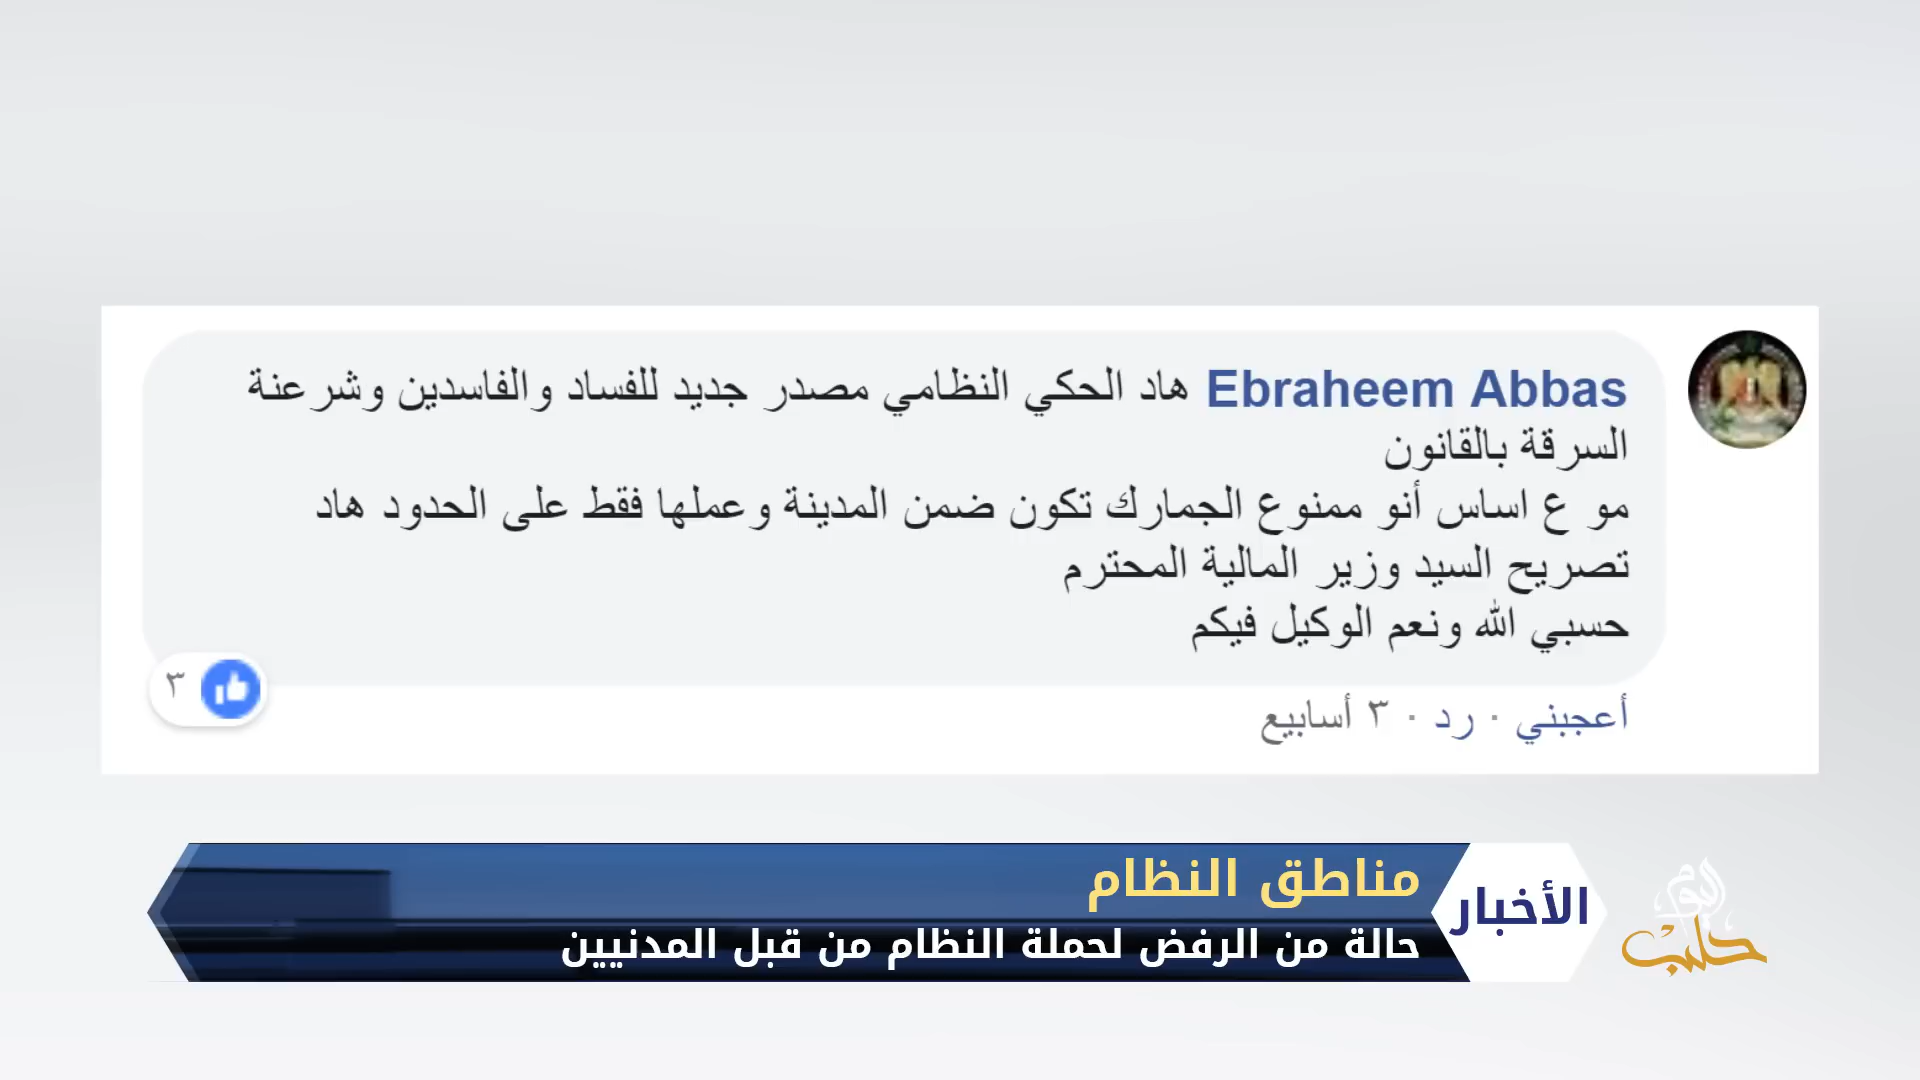 Ebraheem Abbas هاد الحكي النظامي مصدر جديد للفساد والفاسدين وشرعنة
السرقة بالقانون
مو ع اساس أنو ممنوع الجمارك تكون ضمن المدينة وعملها فقط على الحدود هاد
تصريح السيد وزير المالية المحترم
حسبي الله ونعم الوكيل فيكم
٣
أعجبني · رد · ٣ أسابيع
الأخبار
مناطق النظام
حالة من الرفض لحملة النظام من قبل المدنيين
حلب اليوم